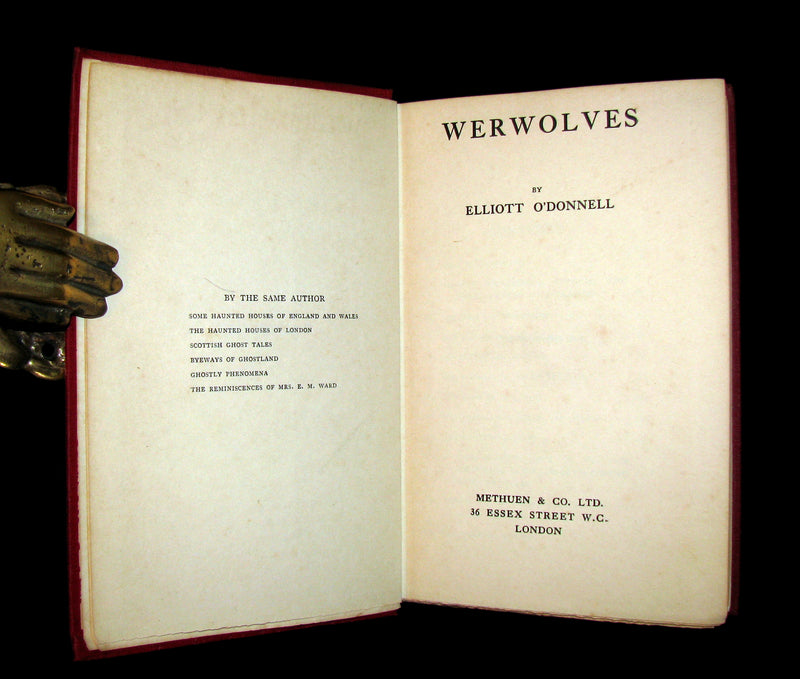 BY THE SAME AUTHOR
SOME HAUNTED HOUSES OF ENGLAND AND WALES
THE HAUNTED HOUSES OF LONDON
SCOTTISH GHOST TALES
BYEWAYS OF GHOSTLAND
GHOSTLY PHENOMENA
THE REMINISCENCES OF MRS. E. M. WARD
WERWOLVES
BY
ELLIOTT O'DONNELL
METHUEN & CO. LTD.
36 ESSEX STREET W.C.
LONDON